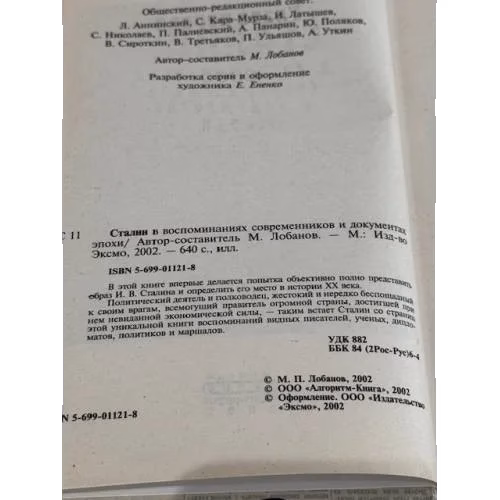 Общественно-редакционный совет:
Л. Аннинский, С. Кара-Мурза, И. Латышев,
С. Николаев, П. Палиевский, А. Панарин, Ю. Поляков,
В. Сироткин, В. Третьяков, П. Ульяшов, А. Уткин
Автор-составитель М. Лобанов
Разработка серии и оформление
художника Е. Ененко
С 11
Сталин в воспоминаниях современников и документах
эпохи/ Автор-составитель М. Лобанов. — М.: Изд-во
Эксмо, 2002. — 640 с., илл.
ISBN 5-699-01121-8
В этой книге впервые делается попытка объективно полно представить
образ И. В. Сталина и определить его место в истории XX века.
Политический деятель и полководец, жестокий и нередко беспощадный
к своим врагам, всемогущий правитель огромной страны, достигшей при
нем невиданной экономической силы, — таким встает Сталин со страниц
этой уникальной книги воспоминаний видных писателей, ученых, дипло-
матов, политиков и маршалов.
УДК 882
ББК 84 (2Рос-Рус)6-4
© М. П. Лобанов, 2002
© ООО «Алгоритм-Книга», 2002
© Оформление. ООО «Издательство
«Эксмо», 2002
N 5-699-01121-8